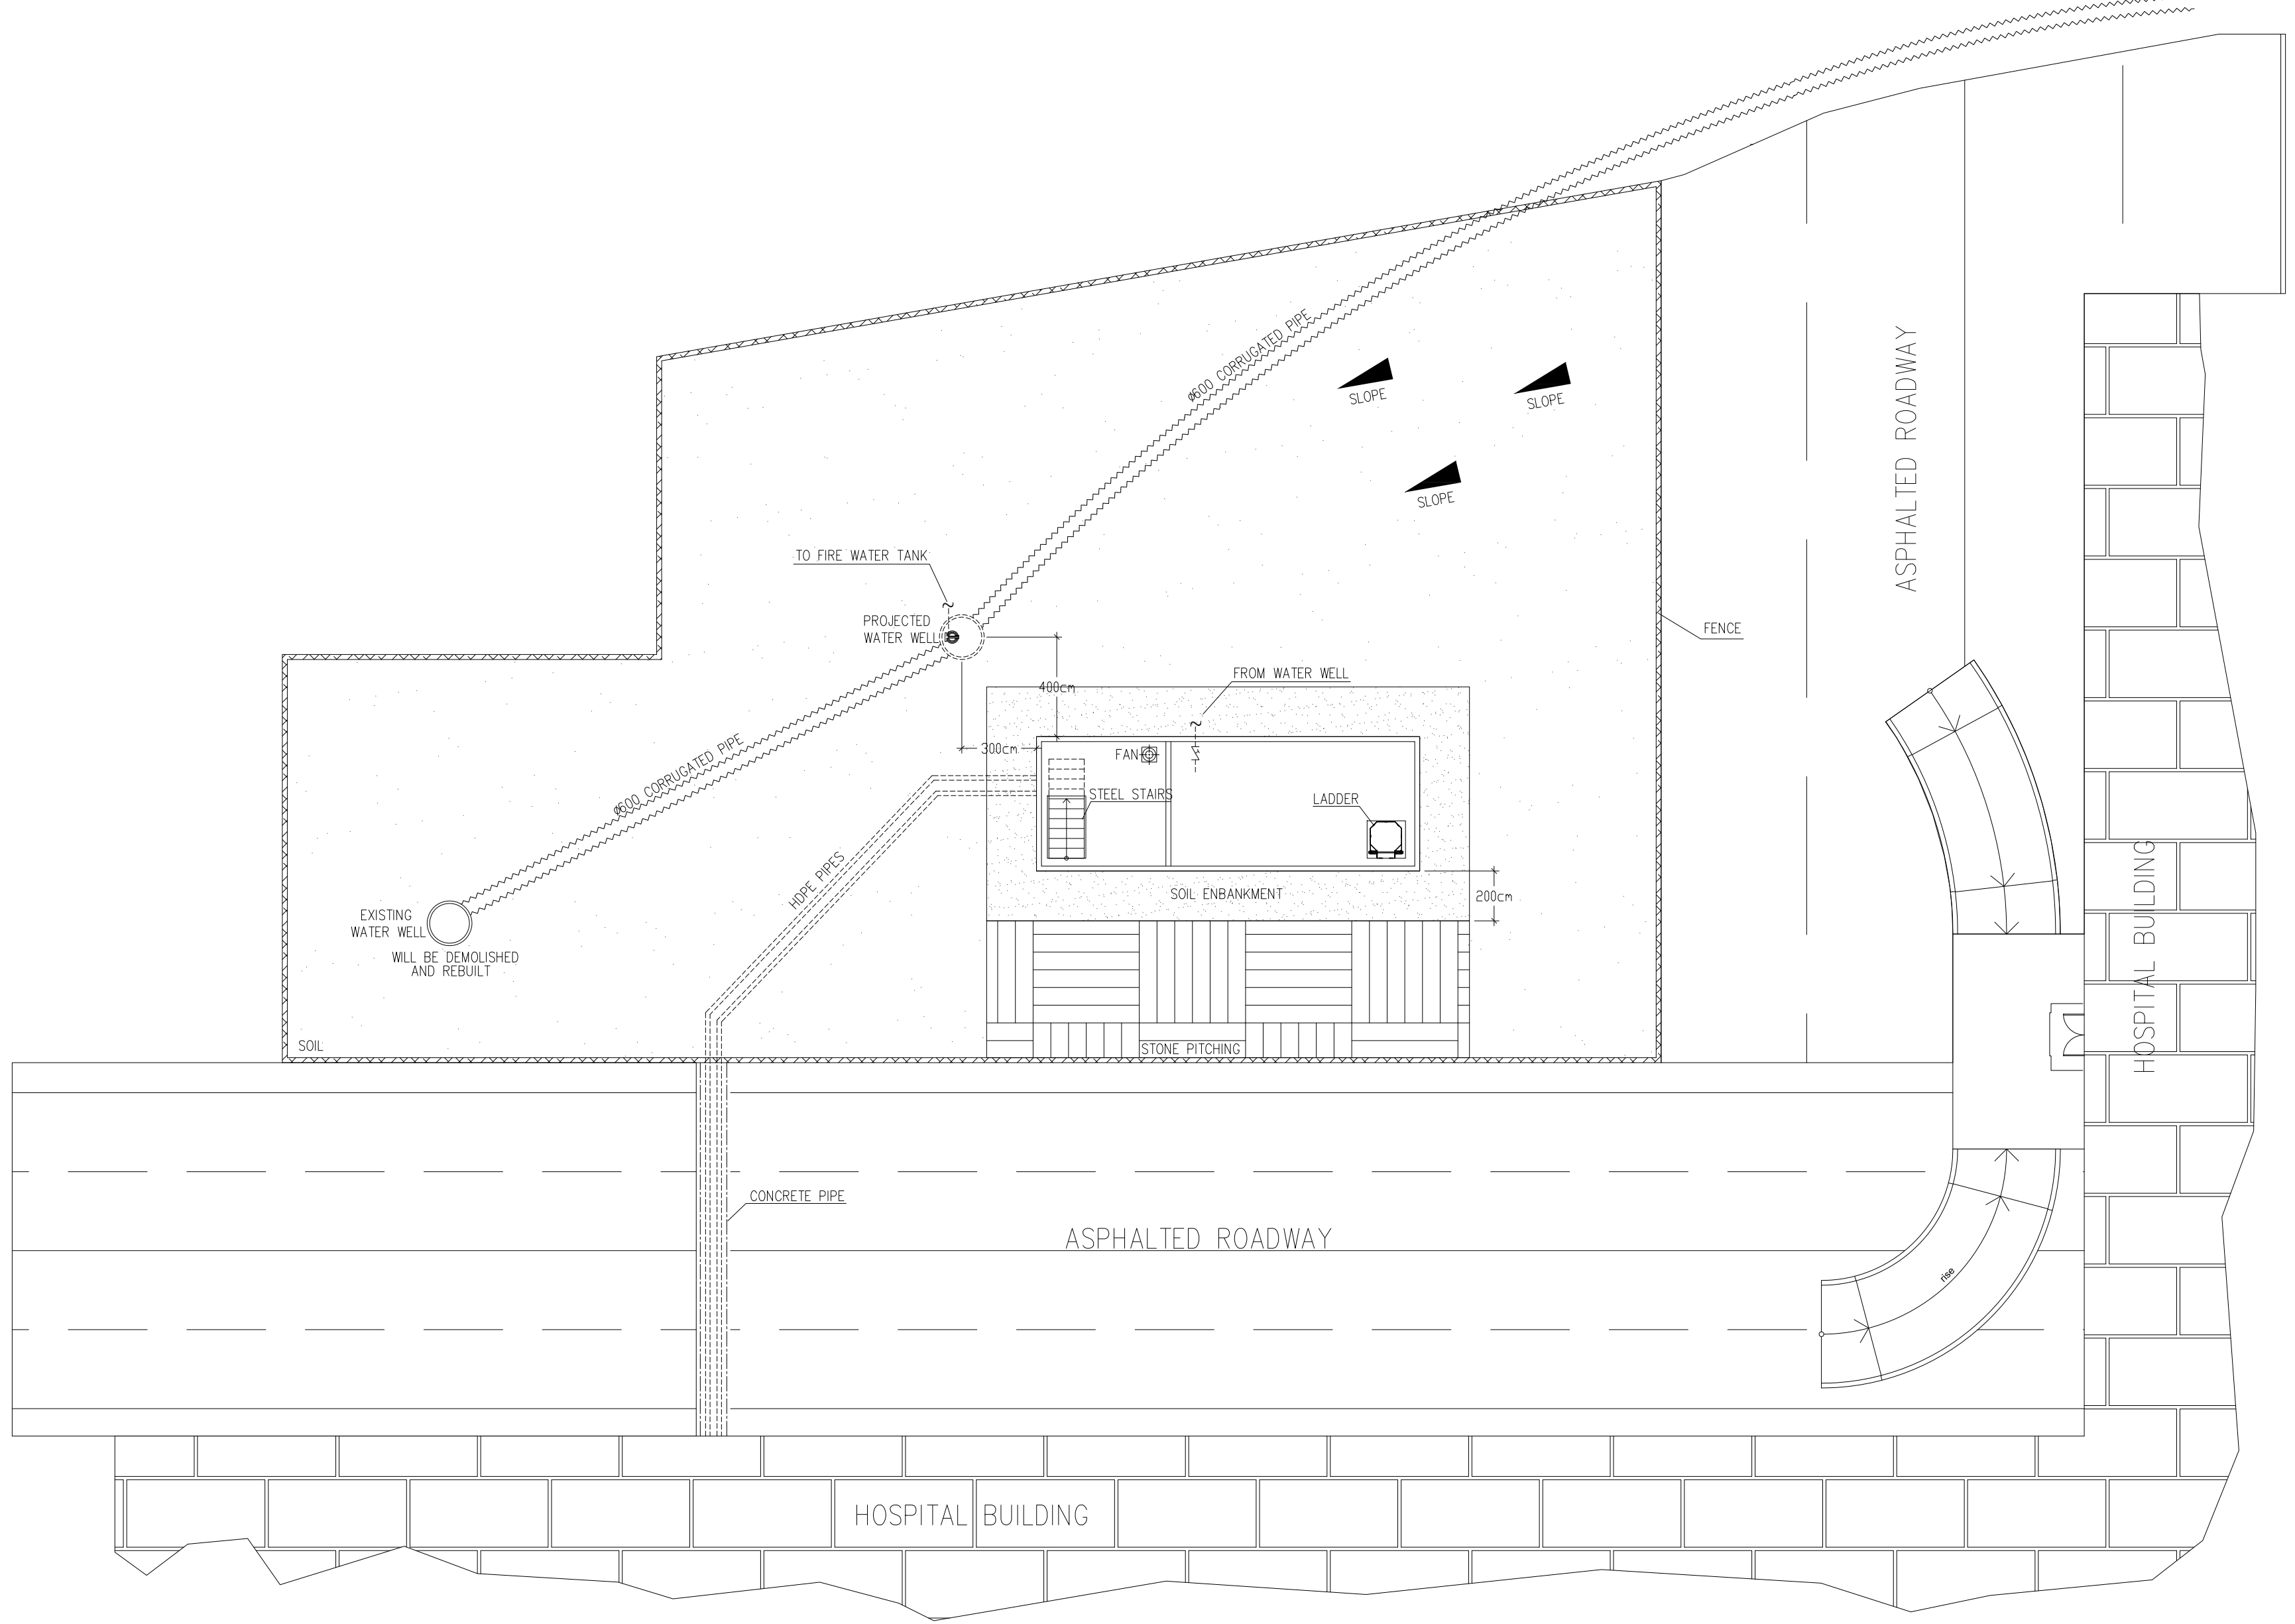 Ø600 CORRUGATED PIPE
SLOPE
SLOPE
SLOPE
ASPHALTED ROADWAY
TO FIRE WATER TANK
PROJECTED
WATER WELL
FENCE
400cm
FROM WATER WELL
300cm
FAN
Ø600 CORRUGATED PIPE
STEEL STAIRS
LADDER
HDPE PIPES
SOIL ENBANKMENT
200cm
EXISTING
WATER WELL
WILL BE DEMOLISHED
AND REBUILT
HOSPITAL BUILDING
SOIL
STONE PITCHING
CONCRETE PIPE
ASPHALTED ROADWAY
rise
HOSPITAL BUILDING